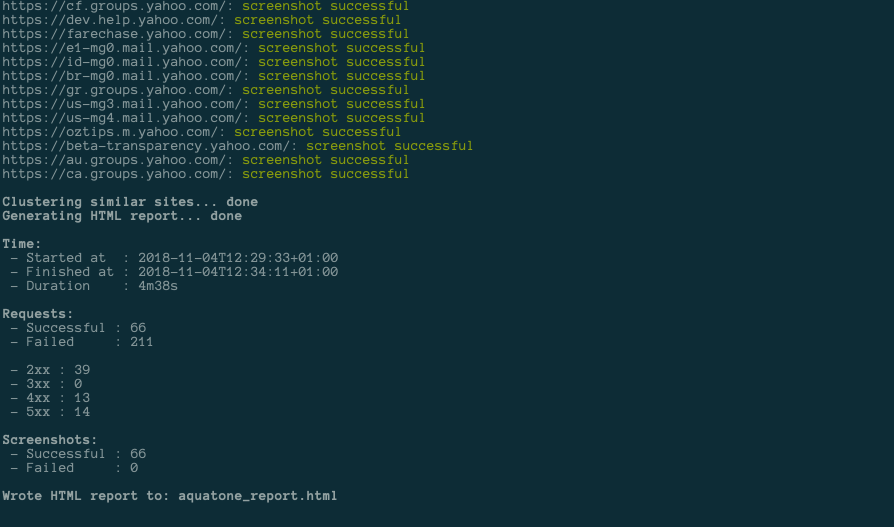 https://cf.groups.yahoo.com/: screenshot successful
https://dev.help.yahoo.com/: screenshot successful
https://farechase.yahoo.com/: screenshot successful
https://e1-mg0.mail.yahoo.com/: screenshot successful
https://id-mg0.mail.yahoo.com/: screenshot successful
https://br-mg0.mail.yahoo.com/: screenshot successful
https://gr.groups.yahoo.com/: screenshot successful
https://us-mg3.mail.yahoo.com/: screenshot successful
https://us-mg4.mail.yahoo.com/: screenshot successful
https://oztips.m.yahoo.com/: screenshot successful
https://beta-transparency.yahoo.com/: screenshot successful
https://au.groups.yahoo.com/: screenshot successful
https://ca.groups.yahoo.com/: screenshot successful
Clustering similar sites... done
Generating HTML report... done
Time:
- Started at : 2018-11-04T12:29:33+01:00
- Finished at : 2018-11-04T12:34:11+01:00
- Duration : 4m38s
Requests:
- Successful : 66
- Failed : 211
- 2xx : 39
- 3xx : 0
- 4xx : 13
- 5xx : 14
Screenshots:
- Successful : 66
- Failed : 0
Wrote HTML report to: aquatone_report.html